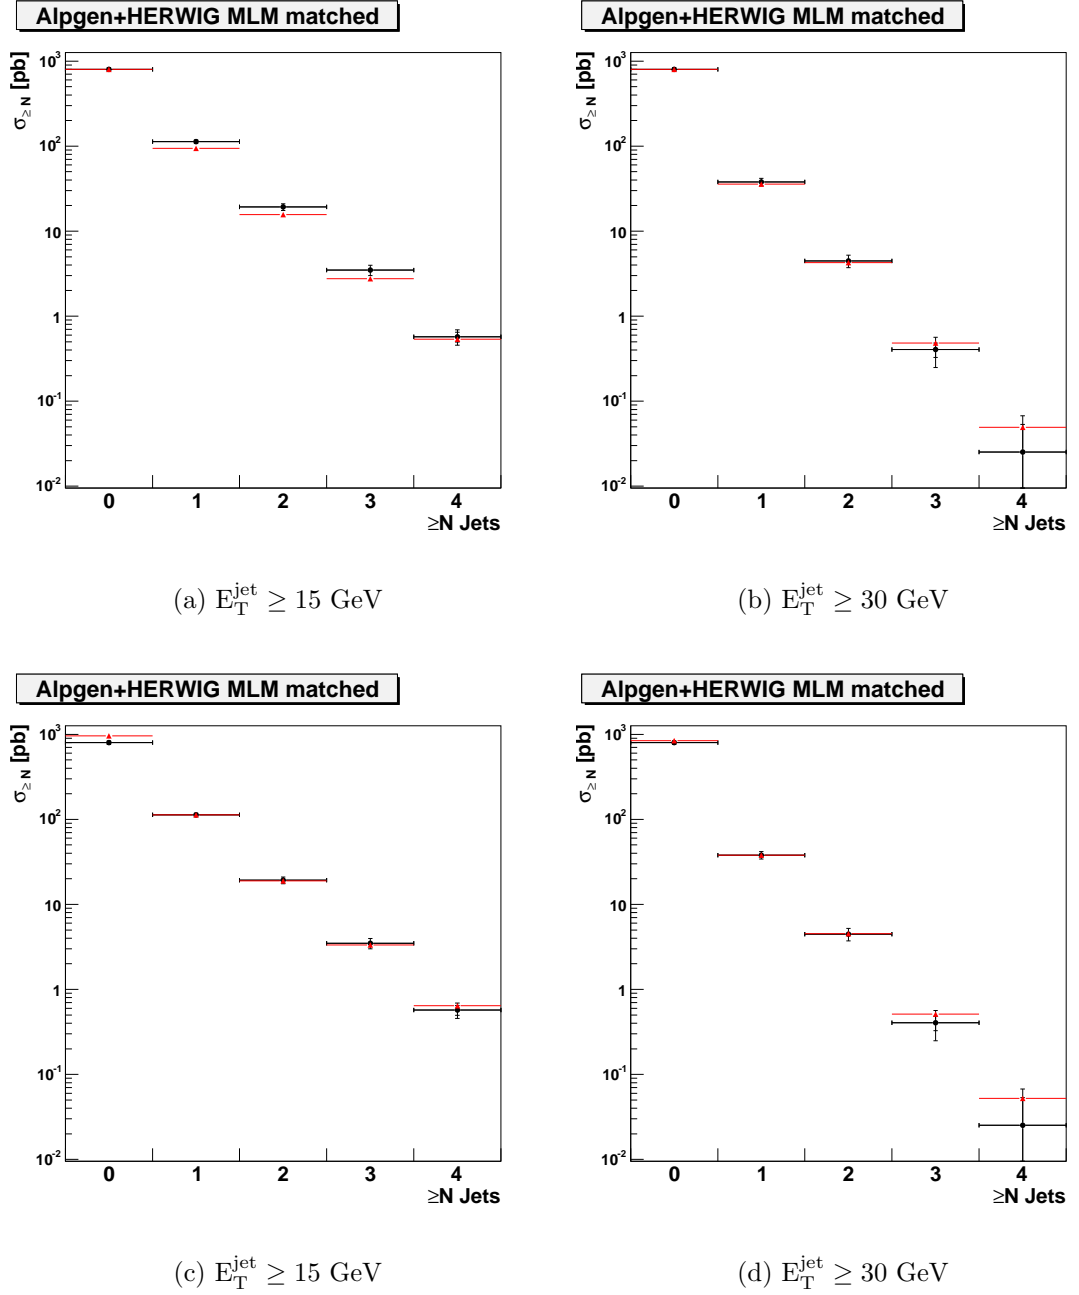 Alpgen+HERWIG MLM matched
σ≥ N [pb]
10³
10²
10
1
10⁻¹
10⁻²
0 1 2 3 4
≥N Jets
(a) E_T^jet ≥ 15 GeV
Alpgen+HERWIG MLM matched
σ≥ N [pb]
10³
10²
10
1
10⁻¹
10⁻²
0 1 2 3 4
≥N Jets
(b) E_T^jet ≥ 30 GeV
Alpgen+HERWIG MLM matched
σ≥ N [pb]
10³
10²
10
1
10⁻¹
10⁻²
0 1 2 3 4
≥N Jets
(c) E_T^jet ≥ 15 GeV
Alpgen+HERWIG MLM matched
σ≥ N [pb]
10³
10²
10
1
10⁻¹
10⁻²
0 1 2 3 4
≥N Jets
(d) E_T^jet ≥ 30 GeV